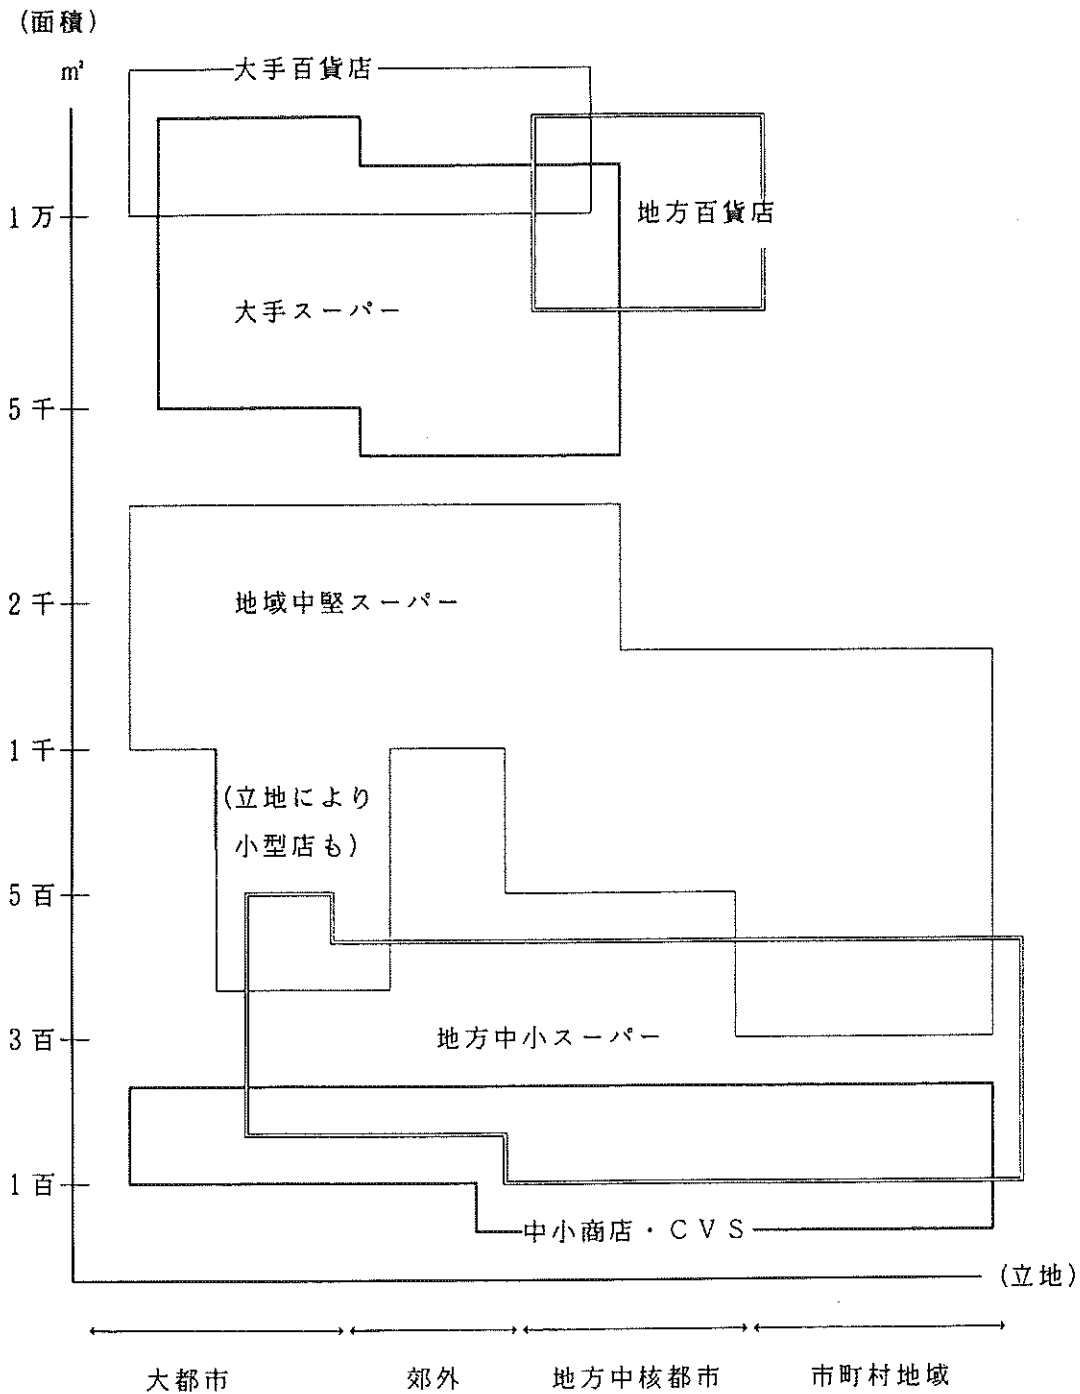 (面積)
㎡
大手百貨店
1万
地方百貨店
大手スーパー
5千
2千
地域中堅スーパー
1千
(立地により
小型店も)
5百
3百
地方中小スーパー
1百
中小商店・CVS
(立地)
大都市
郊外
地方中核都市
市町村地域